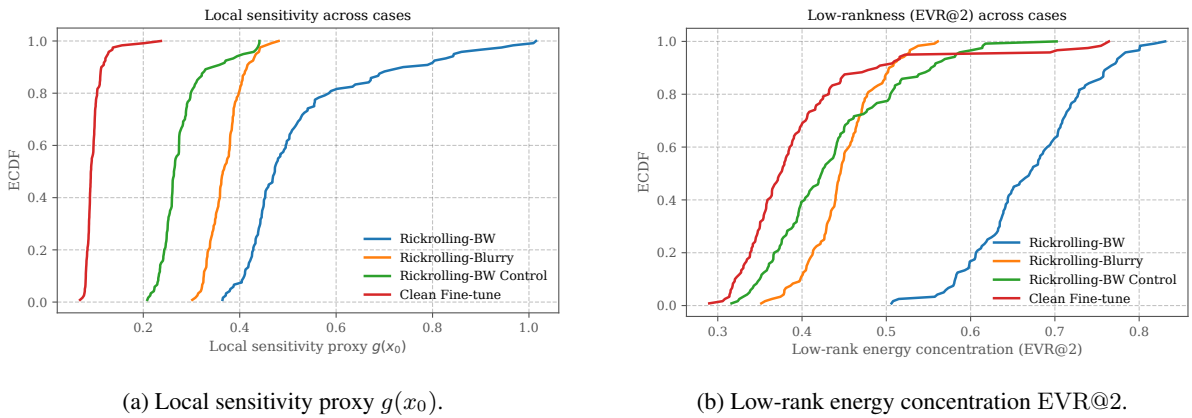 Local sensitivity across cases
1.0
0.8
0.6
0.4
0.2
0.0
ECDF
Rickrolling-BW
Rickrolling-Blurry
Rickrolling-BW Control
Clean Fine-tune
0.2 0.4 0.6 0.8 1.0
Local sensitivity proxy g(x₀)
(a) Local sensitivity proxy g(x₀).
Low-rankness (EVR@2) across cases
1.0
0.8
0.6
0.4
0.2
0.0
ECDF
Rickrolling-BW
Rickrolling-Blurry
Rickrolling-BW Control
Clean Fine-tune
0.3 0.4 0.5 0.6 0.7 0.8
Low-rank energy concentration (EVR@2)
(b) Low-rank energy concentration EVR@2.